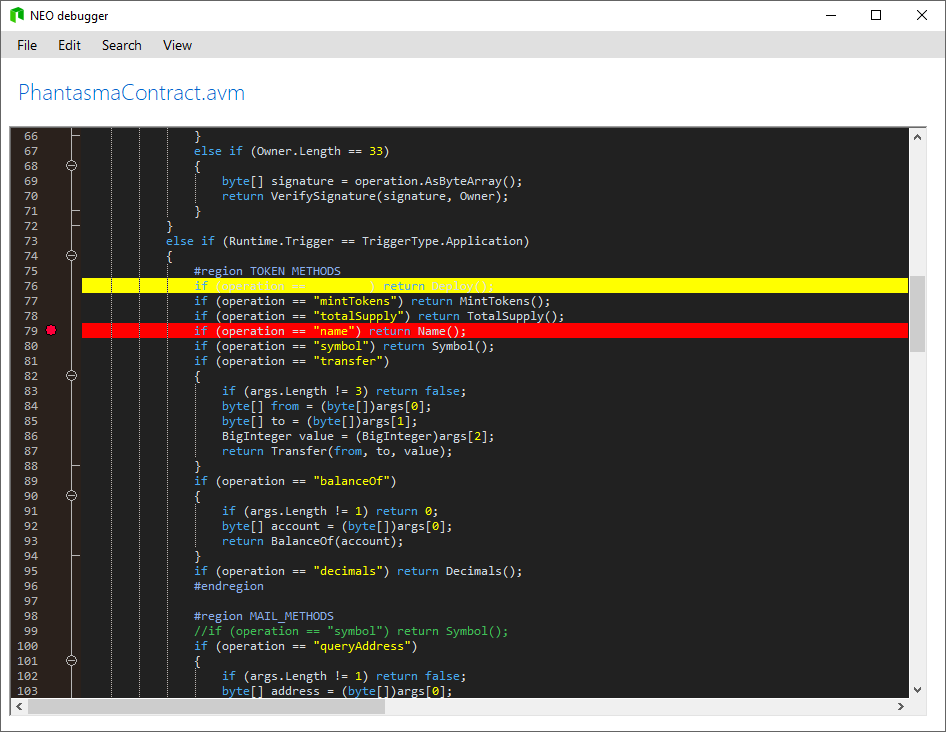 NEO debugger
File Edit Search View
PhantasmaContract.avm
66 }
67 else if (Owner.Length == 33)
68 {
69 byte[] signature = operation.AsByteArray();
70 return VerifySignature(signature, Owner);
71 }
72 }
73 else if (Runtime.Trigger == TriggerType.Application)
74 {
75 #region TOKEN METHODS
76 if (operation ) return Deploy();
77 if (operation == "mintTokens") return MintTokens();
78 if (operation == "totalSupply") return TotalSupply();
79 if (operation == "name") return Name();
80 if (operation == "symbol") return Symbol();
81 if (operation == "transfer")
82 {
83 if (args.Length != 3) return false;
84 byte[] from = (byte[])args[0];
85 byte[] to = (byte[])args[1];
86 BigInteger value = (BigInteger)args[2];
87 return Transfer(from, to, value);
88 }
89 if (operation == "balanceOf")
90 {
91 if (args.Length != 1) return 0;
92 byte[] account = (byte[])args[0];
93 return BalanceOf(account);
94 }
95 if (operation == "decimals") return Decimals();
96 #endregion
97
98 #region MAIL_METHODS
99 //if (operation == "symbol") return Symbol();
100 if (operation == "queryAddress")
101 {
102 if (args.Length != 1) return false;
103 byte[] address = (byte[])args[0];